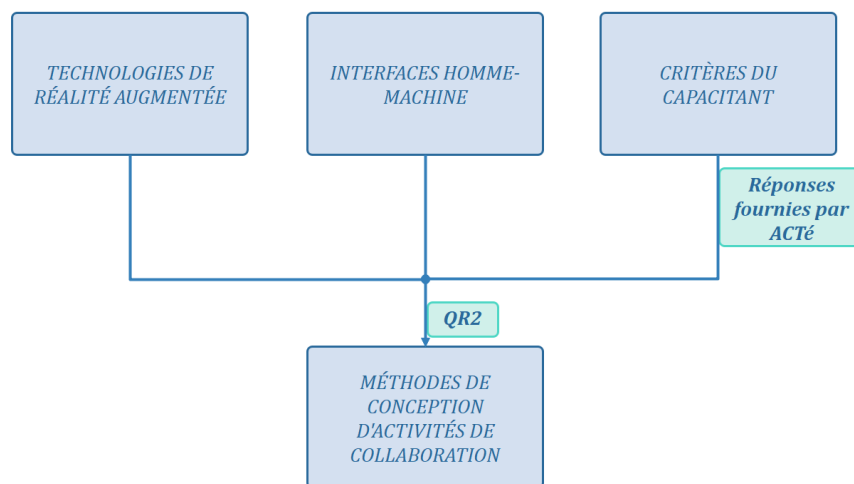 TECHNOLOGIES DE
RÉALITÉ AUGMENTÉE
INTERFACES HOMME-
MACHINE
CRITÈRES DU
CAPACITANT
Réponses
fournies par
ACTé
QR2
MÉTHODES DE
CONCEPTION
D'ACTIVITÉS DE
COLLABORATION